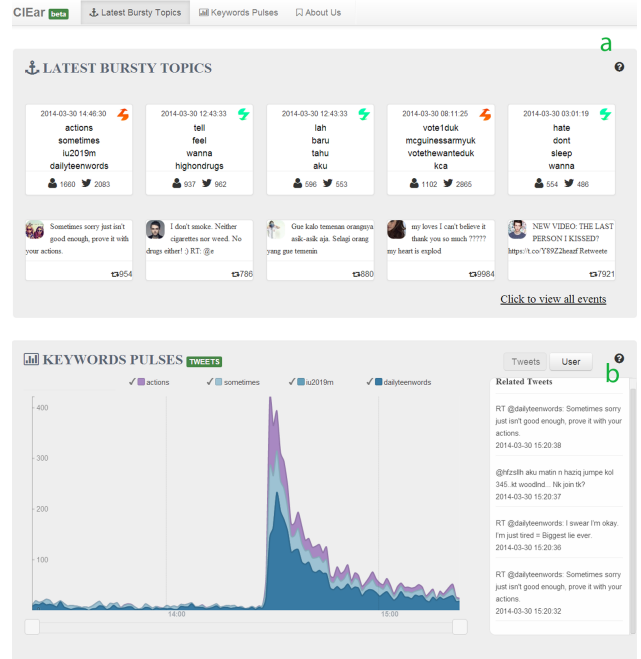 ClEar beta Latest Bursty Topics Keywords Pulses About Us
a
LATEST BURSTY TOPICS
2014-03-30 14:46:30
actions
sometimes
iu2019m
dailyteenwords
1660 2083
2014-03-30 12:43:33
tell
feel
wanna
highondrugs
937 962
2014-03-30 12:43:33
lah
baru
tahu
aku
596 553
2014-03-30 08:11:25
vote1duk
mcguinessarmyuk
votethewanteduk
kca
1102 2865
2014-03-30 03:01:19
hate
dont
sleep
wanna
554 486
Sometimes sorry just isn't
good enough, prove it with
your actions.
954
I don't smoke. Neither
cigarettes nor weed. No
drugs either! :) RT: @e
786
Gue kalo temenan orangnya
asik-asik aja. Selagi orang
yang gue temenin
880
my loves I can't believe it
thank you so much ?????
my heart is explod
9984
NEW VIDEO: THE LAST
PERSON I KISSED?
https://t.co/Y89Z2heazf Retweete
7921
Click to view all events
KEYWORDS PULSES TWEETS
Tweets User
b
actions sometimes iu2019m dailyteenwords
400
300
200
100
14:00 15:00
Related Tweets
RT @dailyteenwords: Sometimes sorry
just isn't good enough, prove it with your
actions.
2014-03-30 15:20:38
@hfzsllh aku matin n haziq jumpe kol
345..kt woodlnd... Nk join tk?
2014-03-30 15:20:37
RT @dailyteenwords: I swear I'm okay.
I'm just tired = Biggest lie ever.
2014-03-30 15:20:36
RT @dailyteenwords: Sometimes sorry
just isn't good enough, prove it with your
actions.
2014-03-30 15:20:32